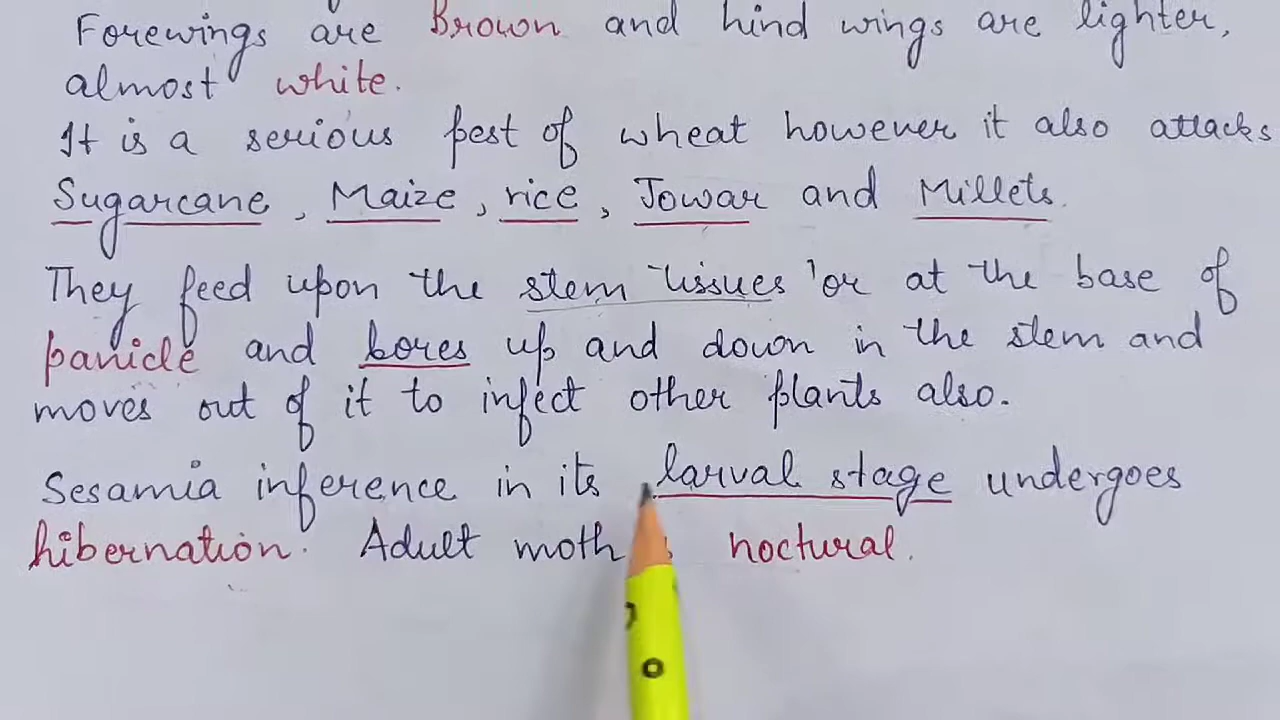 Forewings are Brown and hind wings are lighter,
almost white.
It is a serious pest of wheat however it also attacks
Sugarcane, Maize, rice, Jowar and Millets.
They feed upon the stem tissues or at the base of
panicle and bores up and down in the stem and
moves out of it to infect other plants also.
Sesamia inference in its larval stage undergoes
hibernation. Adult moth noctural.